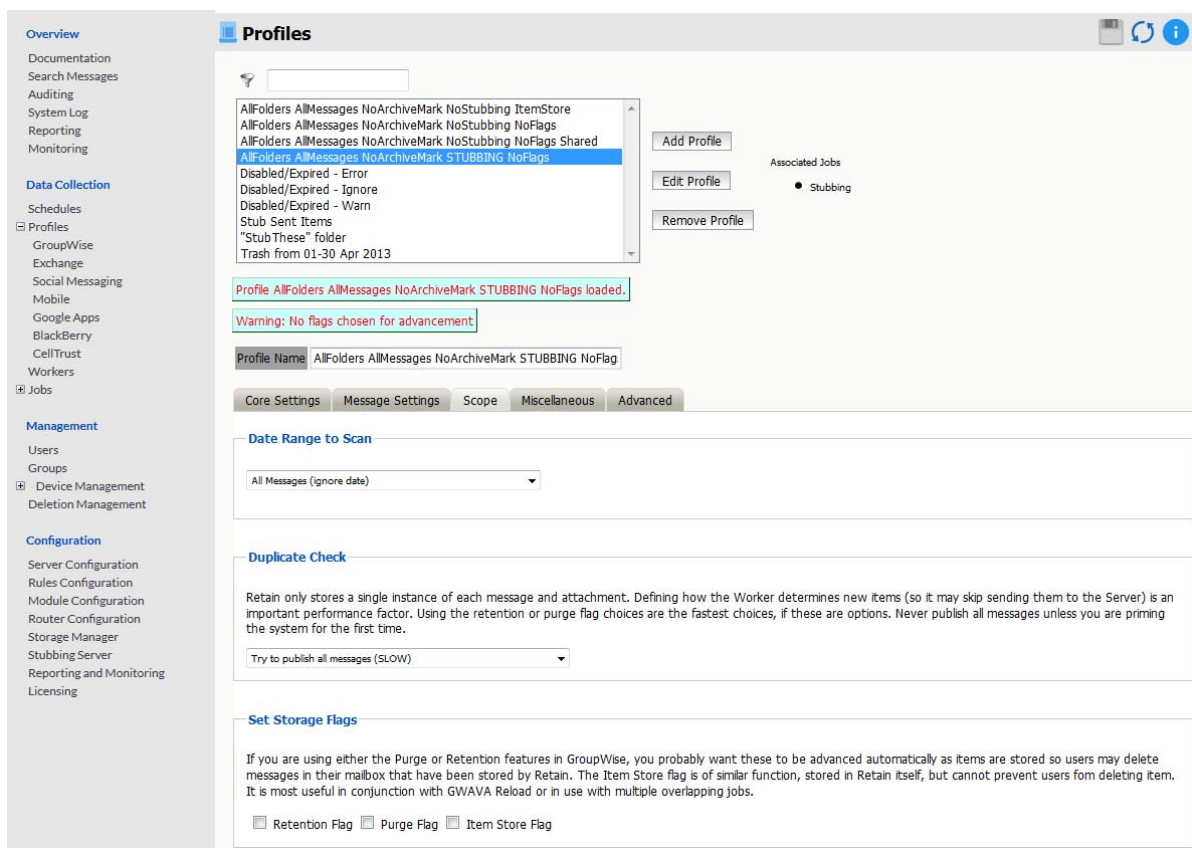 Overview
Documentation
Search Messages
Auditing
System Log
Reporting
Monitoring
Data Collection
Schedules
Profiles
GroupWise
Exchange
Social Messaging
Mobile
Google Apps
BlackBerry
CellTrust
Workers
Jobs
Management
Users
Groups
Device Management
Deletion Management
Configuration
Server Configuration
Rules Configuration
Module Configuration
Router Configuration
Storage Manager
Stubbing Server
Reporting and Monitoring
Licensing
Profiles
AllFolders AllMessages NoArchiveMark NoStubbing ItemStore
AllFolders AllMessages NoArchiveMark NoStubbing NoFlags
AllFolders AllMessages NoArchiveMark NoStubbing NoFlags Shared
AllFolders AllMessages NoArchiveMark STUBBING NoFlags
Disabled/Expired - Error
Disabled/Expired - Ignore
Disabled/Expired - Warn
Stub Sent Items
"StubThese" folder
Trash from 01-30 Apr 2013
Add Profile
Edit Profile
Remove Profile
Associated Jobs
Stubbing
Profile AllFolders AllMessages NoArchiveMark STUBBING NoFlags loaded.
Warning: No flags chosen for advancement
Profile Name AllFolders AllMessages NoArchiveMark STUBBING NoFlag
Core Settings Message Settings Scope Miscellaneous Advanced
Date Range to Scan
All Messages (ignore date)
Duplicate Check
Retain only stores a single instance of each message and attachment. Defining how the Worker determines new items (so it may skip sending them to the Server) is an
important performance factor. Using the retention or purge flag choices are the fastest choices, if these are options. Never publish all messages unless you are priming
the system for the first time.
Try to publish all messages (SLOW)
Set Storage Flags
If you are using either the Purge or Retention features in GroupWise, you probably want these to be advanced automatically as items are stored so users may delete
messages in their mailbox that have been stored by Retain. The Item Store flag is of similar function, stored in Retain itself, but cannot prevent users fom deleting item.
It is most useful in conjunction with GWAVA Reload or in use with multiple overlapping jobs.
Retention Flag Purge Flag Item Store Flag